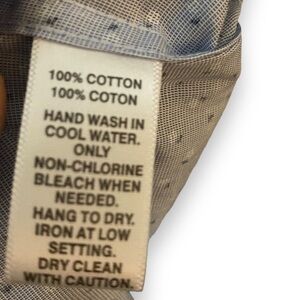 100% COTTON
100% COTON
HAND WASH IN
COOL WATER.
ONLY
NON-CHLORINE
BLEACH WHEN
NEEDED.
HANG TO DRY.
IRON AT LOW
SETTING.
DRY CLEAN
WITH CAUTION.